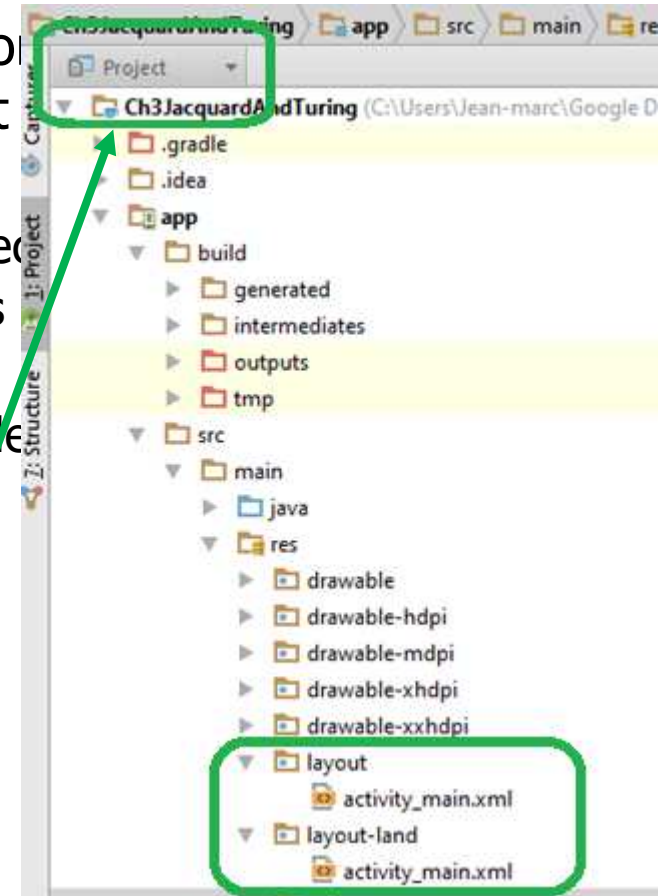 Ch3JacquardAndTuring app src main re
Project
Ch3JacquardAndTuring (C:\Users\Jean-marc\Google D
.gradle
.idea
app
build
generated
intermediates
outputs
tmp
src
main
java
res
drawable
drawable-hdpi
drawable-mdpi
drawable-xhdpi
drawable-xxhdpi
layout
activity_main.xml
layout-land
activity_main.xml
Captures
1: Project
7: Structure